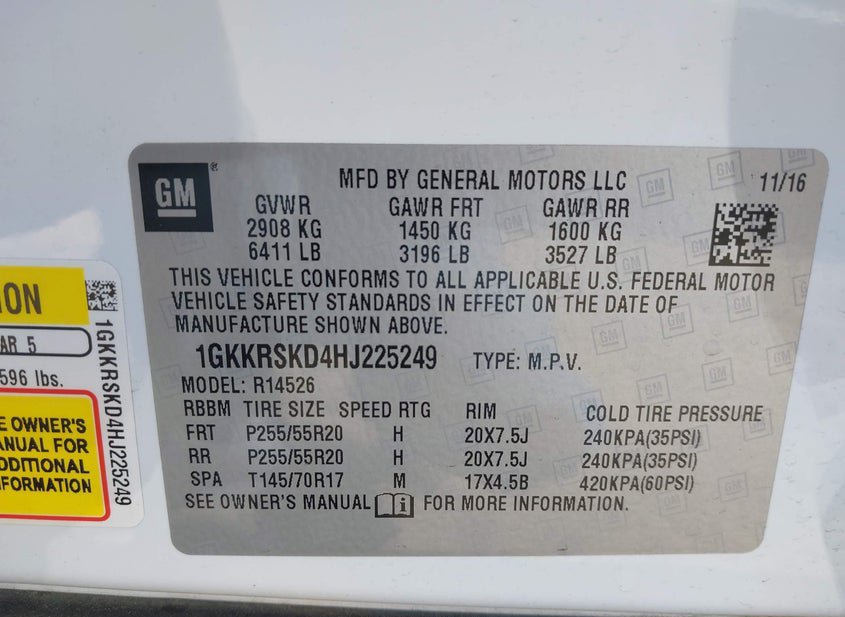 GM ®
MFD BY GENERAL MOTORS LLC
11/16
GVWR GAWR FRT GAWR RR
2908 KG 1450 KG 1600 KG
6411 LB 3196 LB 3527 LB
THIS VEHICLE CONFORMS TO ALL APPLICABLE U.S. FEDERAL MOTOR
VEHICLE SAFETY STANDARDS IN EFFECT ON THE DATE OF
MANUFACTURE SHOWN ABOVE.
1GKKRSKD4HJ225249 TYPE: M.P.V.
MODEL: R14526
RBBM TIRE SIZE SPEED RTG RIM COLD TIRE PRESSURE
FRT P255/55R20 H 20X7.5J 240KPA(35PSI)
RR P255/55R20 H 20X7.5J 240KPA(35PSI)
SPA T145/70R17 M 17X4.5B 420KPA(60PSI)
SEE OWNER'S MANUAL FOR MORE INFORMATION.
ION
AR 5
596 lbs.
E OWNER'S
ANUAL FOR
DDITIONAL
FORMATION
1GKKRSKD4HJ225249